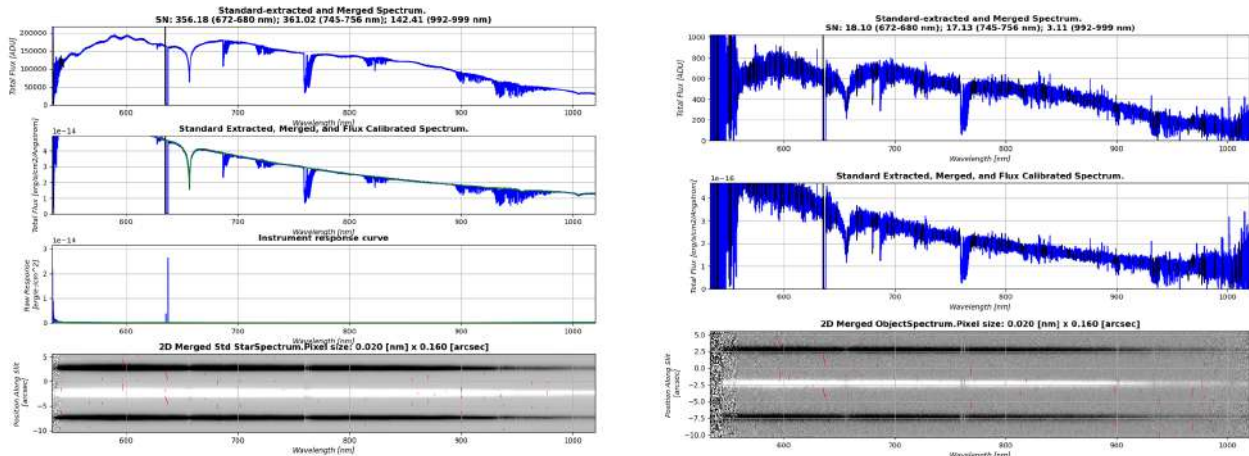 Standard-extracted and Merged Spectrum.
SN: 356.18 (672-680 nm); 361.02 (745-756 nm); 142.41 (992-999 nm)
Total Flux [ADU]
200000
150000
100000
50000
0
600 700 800 900 1000
Wavelength [nm]
1e-14
Standard Extracted, Merged, and Flux Calibrated Spectrum.
Total Flux [erg/s/cm2/Angstrom]
4
3
2
1
0
600 700 800 900 1000
Wavelength [nm]
1e-14
Instrument response curve
Raw Response
3
2
1
0
600 700 800 900 1000
Wavelength [nm]
2D Merged Std StarSpectrum.Pixel size: 0.020 [nm] x 0.160 [arcsec]
Position Along Slit
[arcsec]
5
0
−5
−10
600 700 800 900 1000
Wavelength [nm]
Standard-extracted and Merged Spectrum.
SN: 18.10 (672-680 nm); 17.13 (745-756 nm); 3.11 (992-999 nm)
Total Flux [ADU]
1000
800
600
400
200
0
600 700 800 900 1000
Wavelength [nm]
1e-16
Standard Extracted, Merged, and Flux Calibrated Spectrum.
Total Flux [erg/s/cm2/Angstrom]
4
3
2
1
0
600 700 800 900 1000
Wavelength [nm]
2D Merged ObjectSpectrum.Pixel size: 0.020 [nm] x 0.160 [arcsec]
Position Along Slit
[arcsec]
5.0
2.5
0.0
−2.5
−5.0
−7.5
−10.0
600 700 800 900 1000
Wavelength [nm]